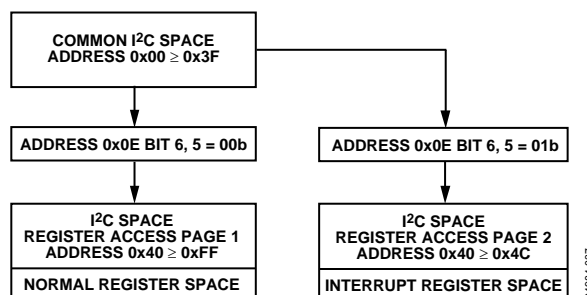 COMMON I²C SPACE
ADDRESS 0x00 ≥ 0x3F
ADDRESS 0x0E BIT 6, 5 = 00b
ADDRESS 0x0E BIT 6, 5 = 01b
I²C SPACE
REGISTER ACCESS PAGE 1
ADDRESS 0x40 ≥ 0xFF
NORMAL REGISTER SPACE
I²C SPACE
REGISTER ACCESS PAGE 2
ADDRESS 0x40 ≥ 0x4C
INTERRUPT REGISTER SPACE